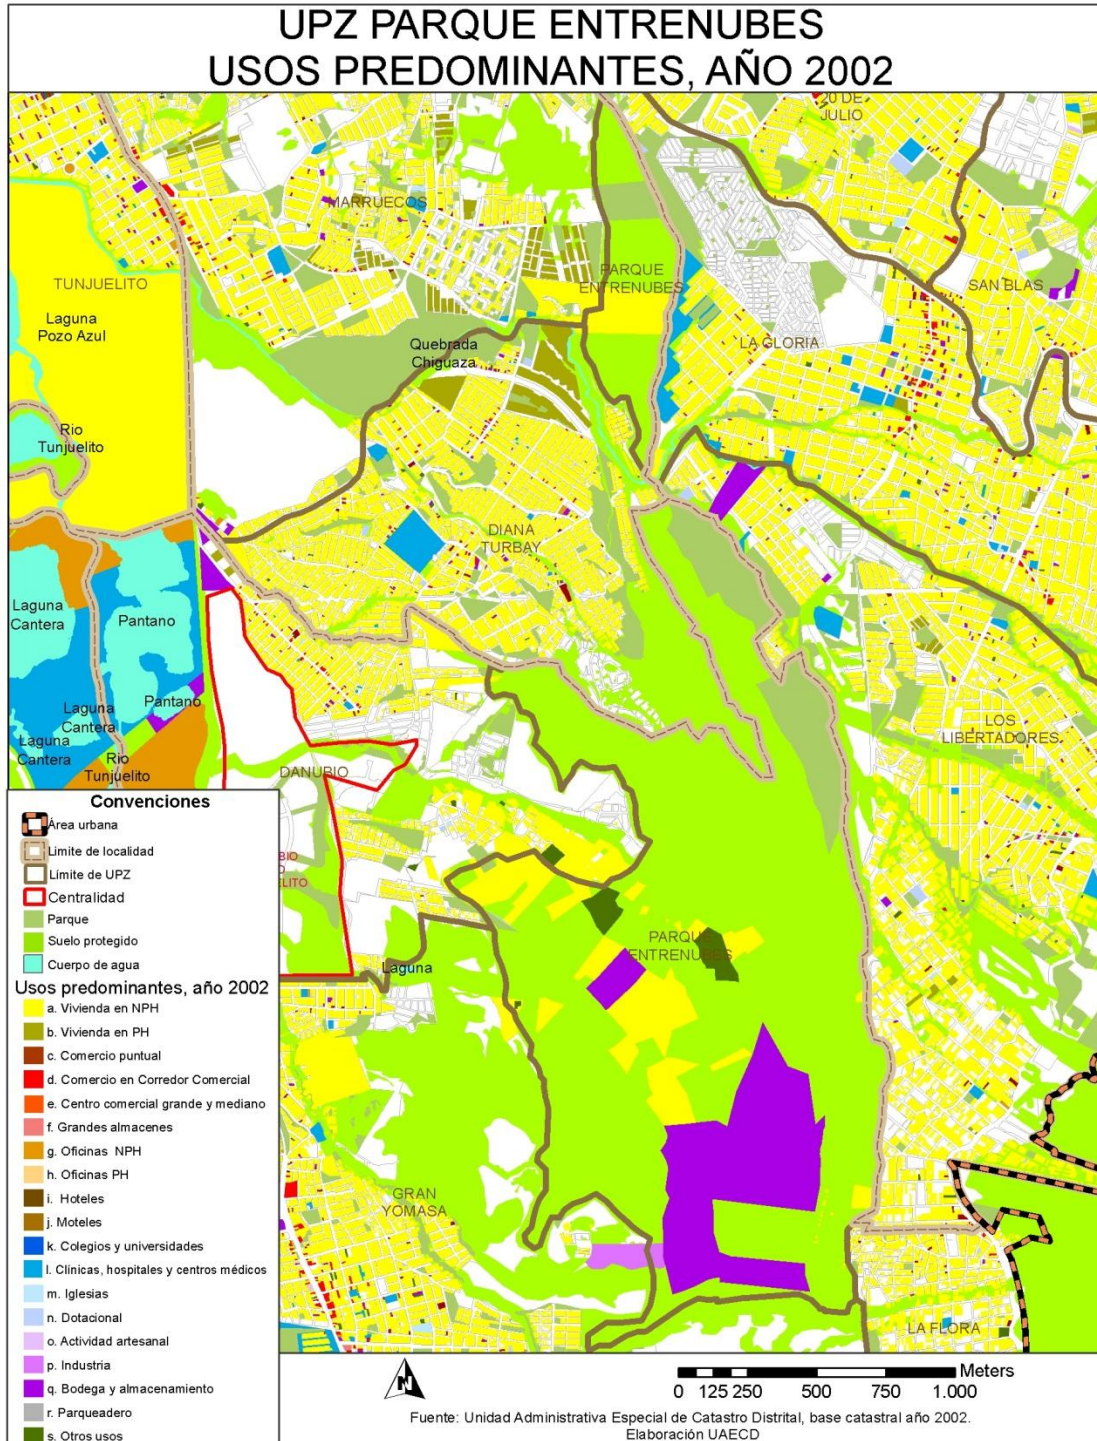 UPZ PARQUE ENTRENUBES
USOS PREDOMINANTES, AÑO 2002
20 DE
JULIO
MARRUECOS
TUNJUELITO
Laguna
Pozo Azul
PARQUE
ENTRENUBES
SAN BLAS
LA GLORIA
Quebrada
Chiguaza
Rio
Tunjuelito
DIANA
TURBAY
Laguna
Cantera
Pantano
Pantano
Laguna
Cantera
Laguna
Cantera
Rio
Tunjuelito
LOS
LIBERTADORES
DANUBIO
PARQUE
ENTRENUBES
Laguna
GRAN
YOMASA
LA FLORA
Convenciones
Área urbana
Limite de localidad
Límite de UPZ
Centralidad
Parque
Suelo protegido
Cuerpo de agua
Usos predominantes, año 2002
a. Vivienda en NPH
b. Vivienda en PH
c. Comercio puntual
d. Comercio en Corredor Comercial
e. Centro comercial grande y mediano
f. Grandes almacenes
g. Oficinas NPH
h. Oficinas PH
i. Hoteles
j. Moteles
k. Colegios y universidades
l. Clínicas, hospitales y centros médicos
m. Iglesias
n. Dotacional
o. Actividad artesanal
p. Industria
q. Bodega y almacenamiento
r. Parqueadero
s. Otros usos
N
Meters
0 125 250 500 750 1.000
Fuente: Unidad Administrativa Especial de Catastro Distrital, base catastral año 2002.
Elaboración UAECD